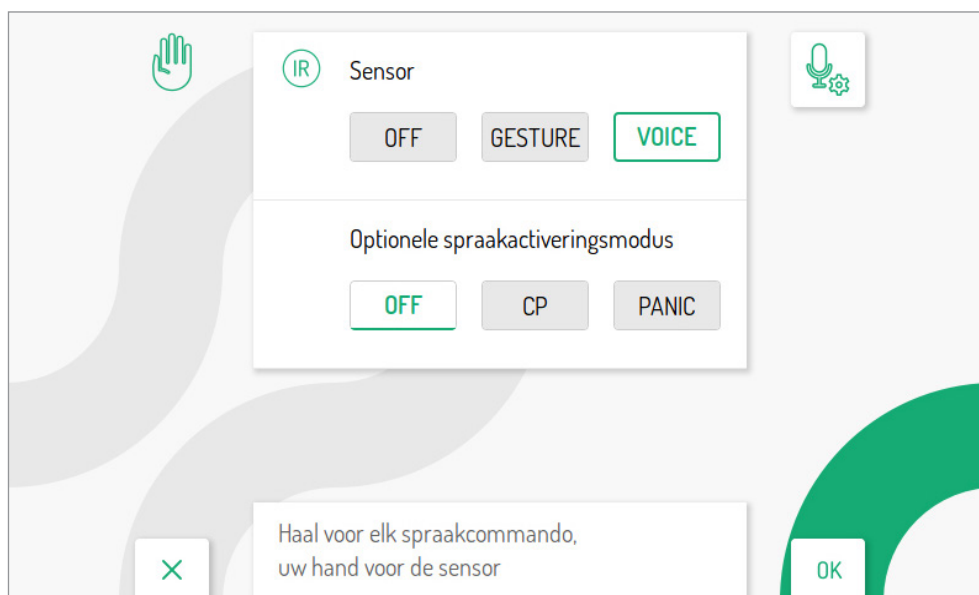 IR Sensor
OFF GESTURE VOICE
Optionele spraakactiveringsmodus
OFF CP PANIC
Haal voor elk spraakcommando,
uw hand voor de sensor
OK